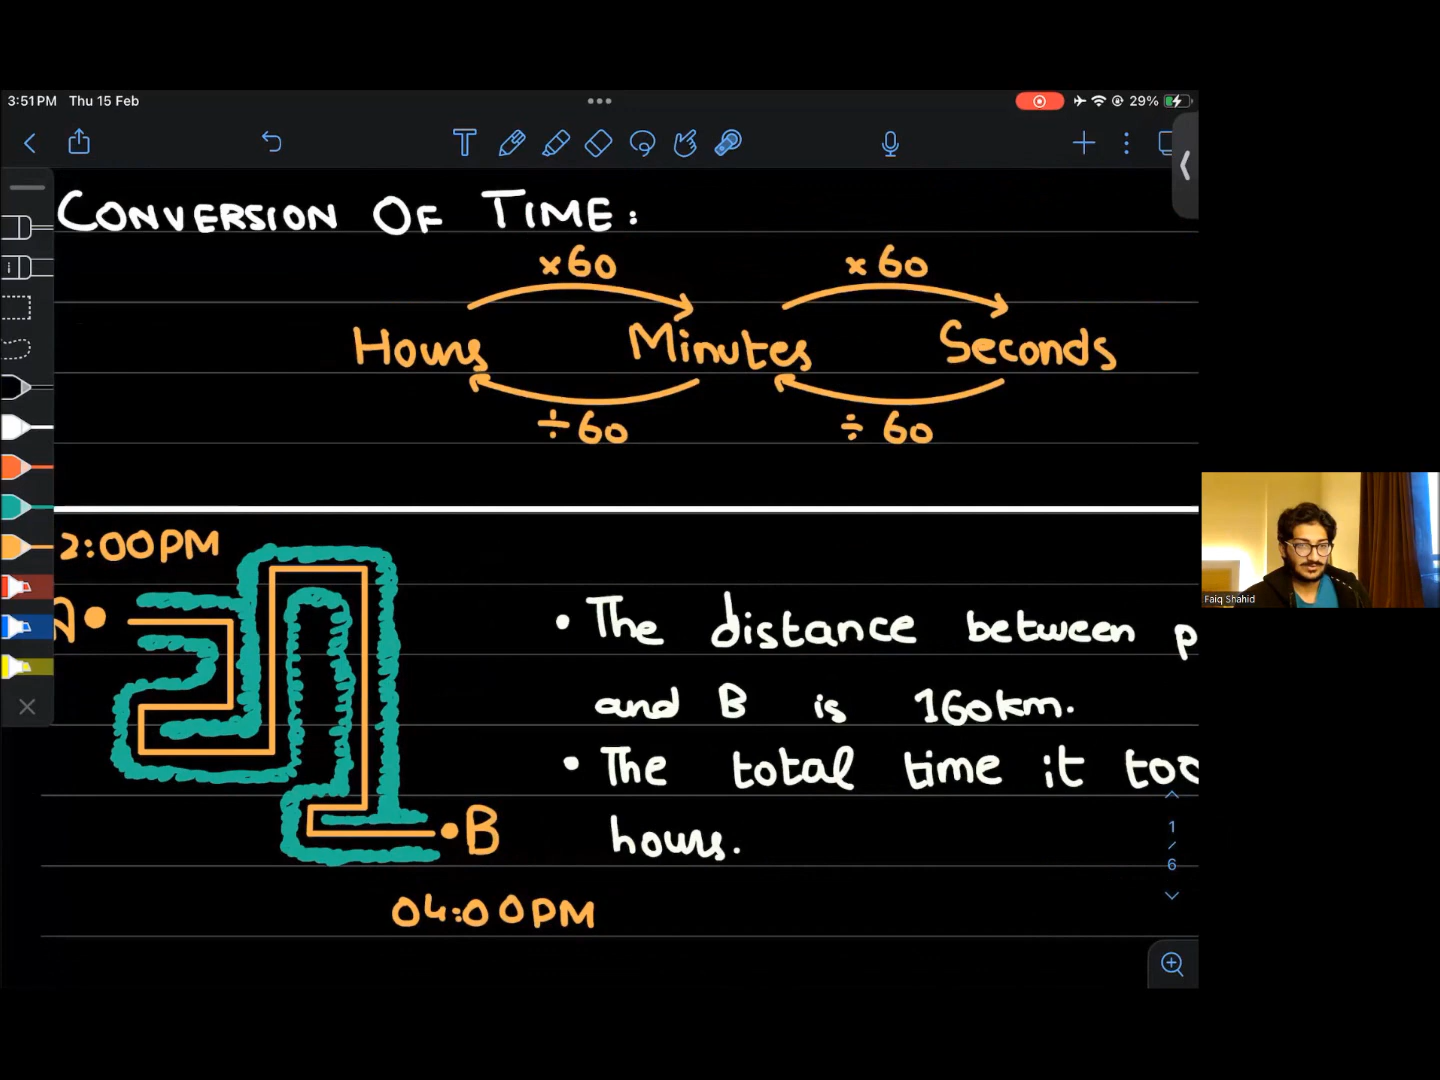 3:51 PM Thu 15 Feb
29%
CONVERSION OF TIME:
×60 × 60
Hours Minutes Seconds
÷60 ÷ 60
2:00PM
A
• The distance between p
and B is 160km.
• The total time it too
hours.
B
04:00PM
1
/
6
Faiq Shahid